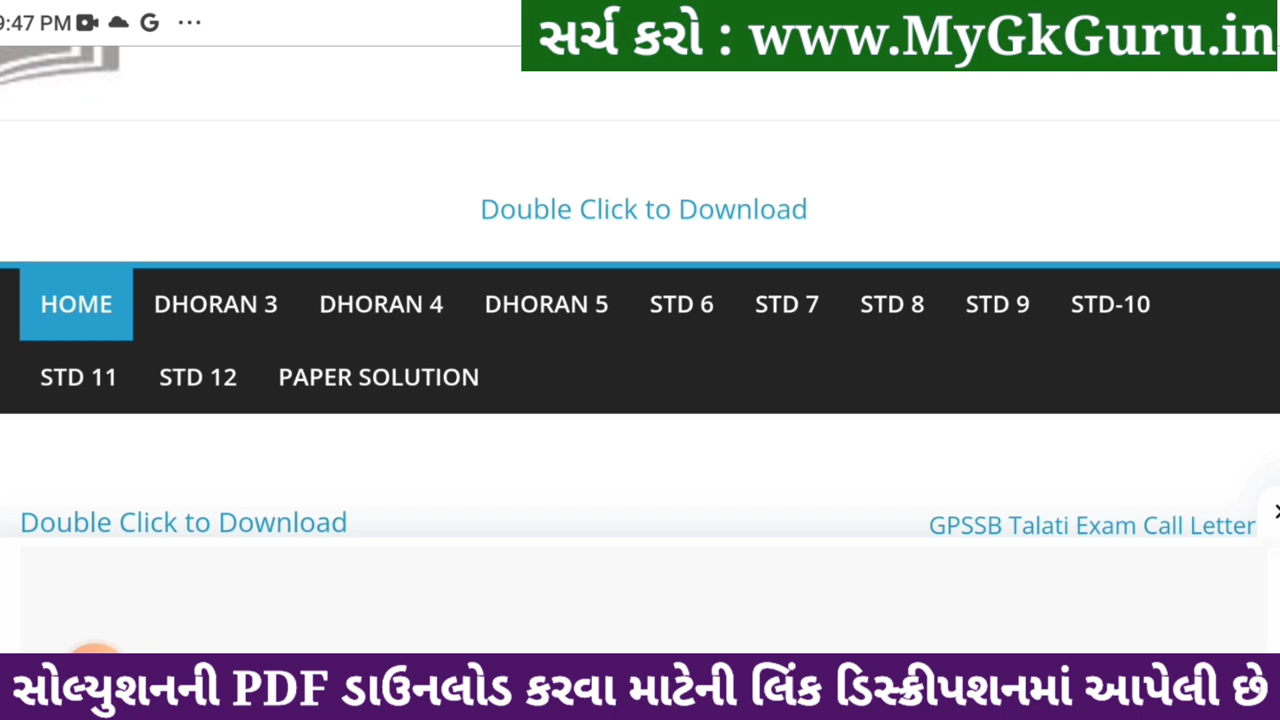 9:47 PM G ...
સર્ચ કરો : www.MyGkGuru.in
Double Click to Download
HOME DHORAN 3 DHORAN 4 DHORAN 5 STD 6 STD 7 STD 8 STD 9 STD-10
STD 11 STD 12 PAPER SOLUTION
Double Click to Download GPSSB Talati Exam Call Letter
સોલ્યુશનની PDF ડાઉનલોડ કરવા માટેની લિંક ડિસ્ક્રીપશનમાં આપેલી છે